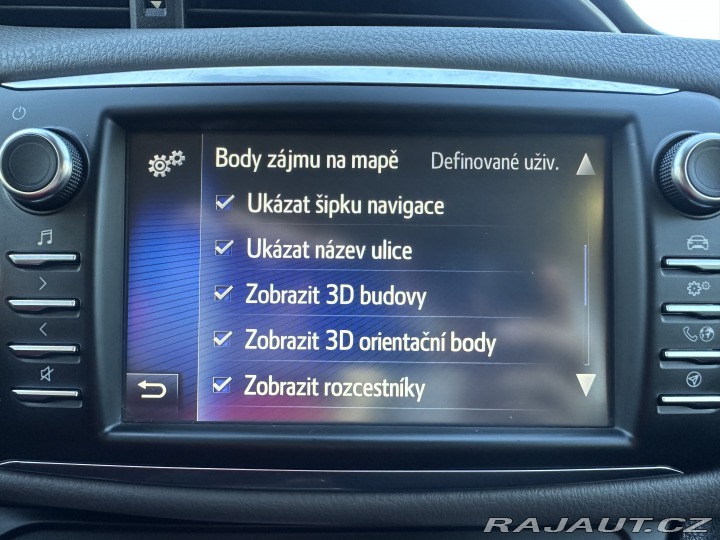 Body zájmu na mapě Definované uživ.
Ukázat šipku navigace
Ukázat název ulice
Zobrazit 3D budovy
Zobrazit 3D orientační body
Zobrazit rozcestníky
RAJAUT.CZ